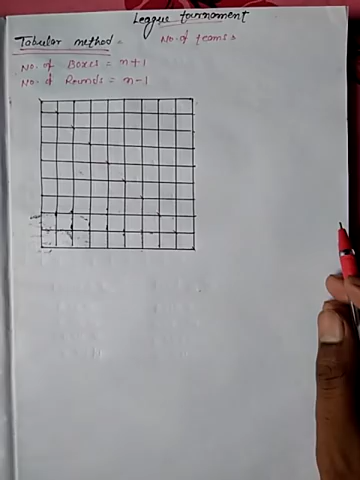 League tournament
Tabular method = No. of teams
No. of Boxes = n+1
No. of Rounds = n-1